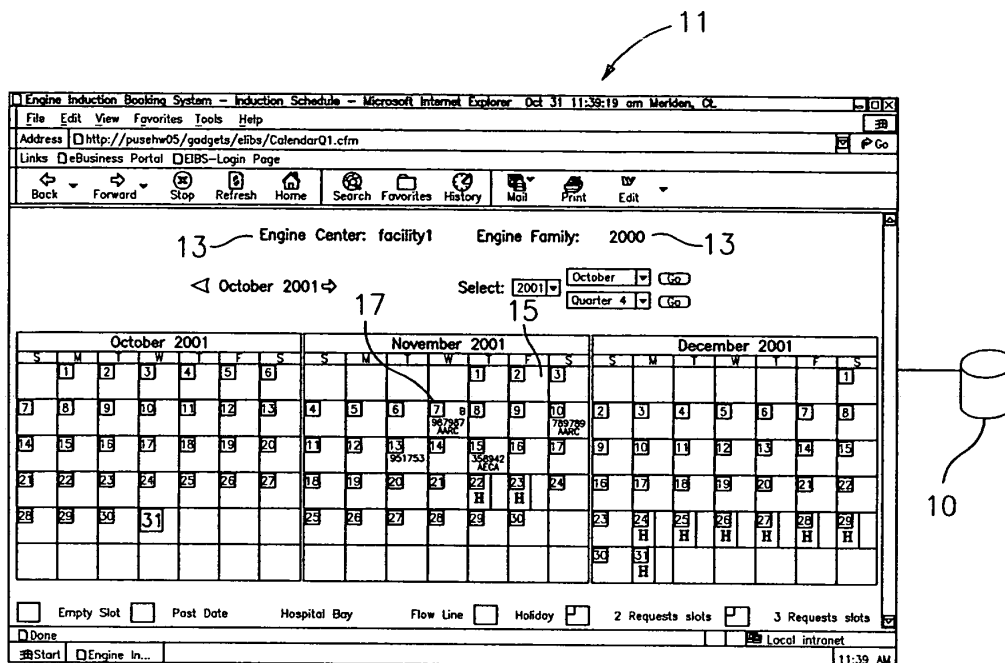 11
Engine Induction Booking System - Induction Schedule - Microsoft Internet Explorer Oct 31 11:39:19 am Meriden, Ct.
File Edit View Favorites Tools Help
Address http://pusehw05/gadgets/elibs/CalendarQ1.cfm Go
Links eBusiness Portal EIBS-Login Page
Back Forward Stop Refresh Home Search Favorites History Mail Print Edit
13 Engine Center: facility1 Engine Family: 2000 13
October 2001 Select: 2001 October Go
Quarter 4 Go
17 15
October 2001 November 2001 December 2001
S M T W T F S S M T W T F S S M T W T F S
1 2 3 4 5 6 1 2 3 1
7 8 9 10 11 12 13 4 5 6 7 B 8 9 10 2 3 4 5 6 7 8
987987 789789
AARC AARC
14 15 16 17 18 19 20 11 12 13 14 15 16 17 9 10 11 12 13 14 15
951753 358942
AECA
21 22 23 24 25 26 27 18 19 20 21 22 23 24 16 17 18 19 20 21 22
H H
28 29 30 31 25 26 27 28 29 30 23 24 25 26 27 28 29
H H H H H H
30 31
H
10
Empty Slot Past Date Hospital Bay Flow Line Holiday 2 Requests slots 3 Requests slots
Done Local intranet
Start Engine In... 11:39 AM